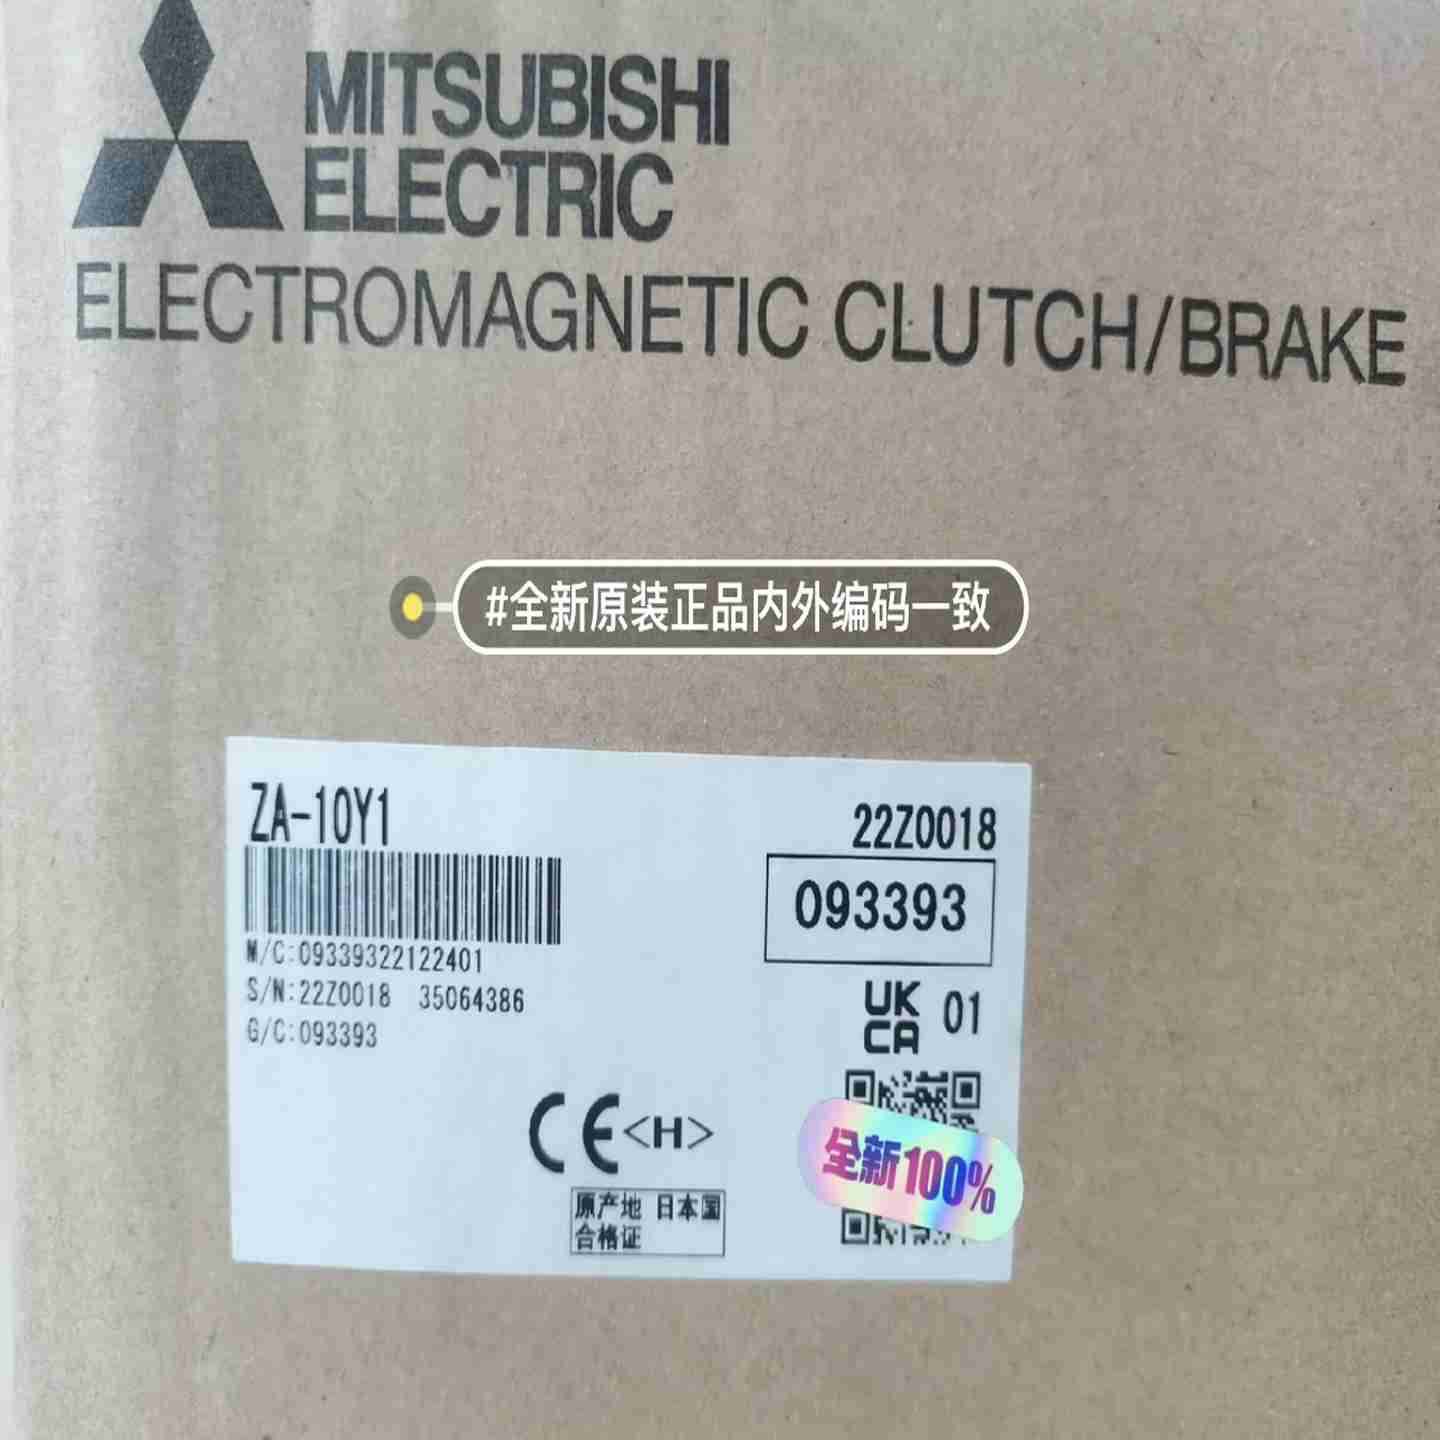 MITSUBISHI
ELECTRIC
ELECTROMAGNETIC CLUTCH/BRAKE
#全新原装正品内外编码一致
ZA-10Y1
22Z0018
093393
M/C:09339322122401
S/N:22Z0018 35064386
G/C:093393
UK
CA 01
CE <H>
全新100%
原产地 日本国
合格证